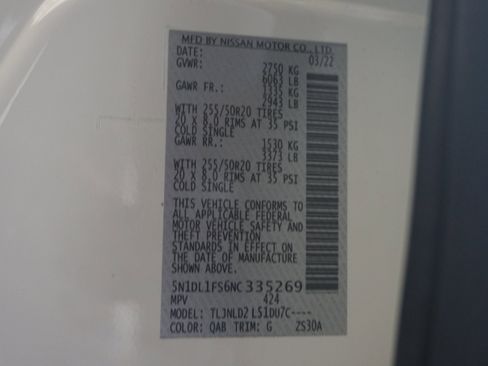 MFD BY NISSAN MOTOR CO., LTD.
DATE: 03/22
GVWR: 2750 KG
6063 LB
GAWR FR.: 1335 KG
2943 LB
WITH 255/50R20 TIRES
20 X 8.0 RIMS AT 35 PSI
COLD SINGLE
GAWR RR.: 1530 KG
3373 LB
WITH 255/50R20 TIRES
20 X 8.0 RIMS AT 35 PSI
COLD SINGLE
THIS VEHICLE CONFORMS TO
ALL APPLICABLE FEDERAL
MOTOR VEHICLE SAFETY AND
THEFT PREVENTION
STANDARDS IN EFFECT ON
THE DATE OF MANUFACTURE
SHOWN ABOVE.
5N1DL1FS6NC335269
MPV 424
MODEL: TLJNLD2 LS1DU7C----
COLOR: QAB TRIM: G ZS30A